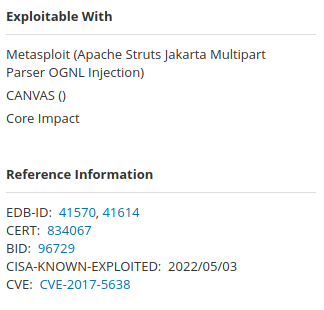 Exploitable With
Metasploit (Apache Struts Jakarta Multipart
Parser OGNL Injection)
CANVAS ()
Core Impact
Reference Information
EDB-ID: 41570, 41614
CERT: 834067
BID: 96729
CISA-KNOWN-EXPLOITED: 2022/05/03
CVE: CVE-2017-5638